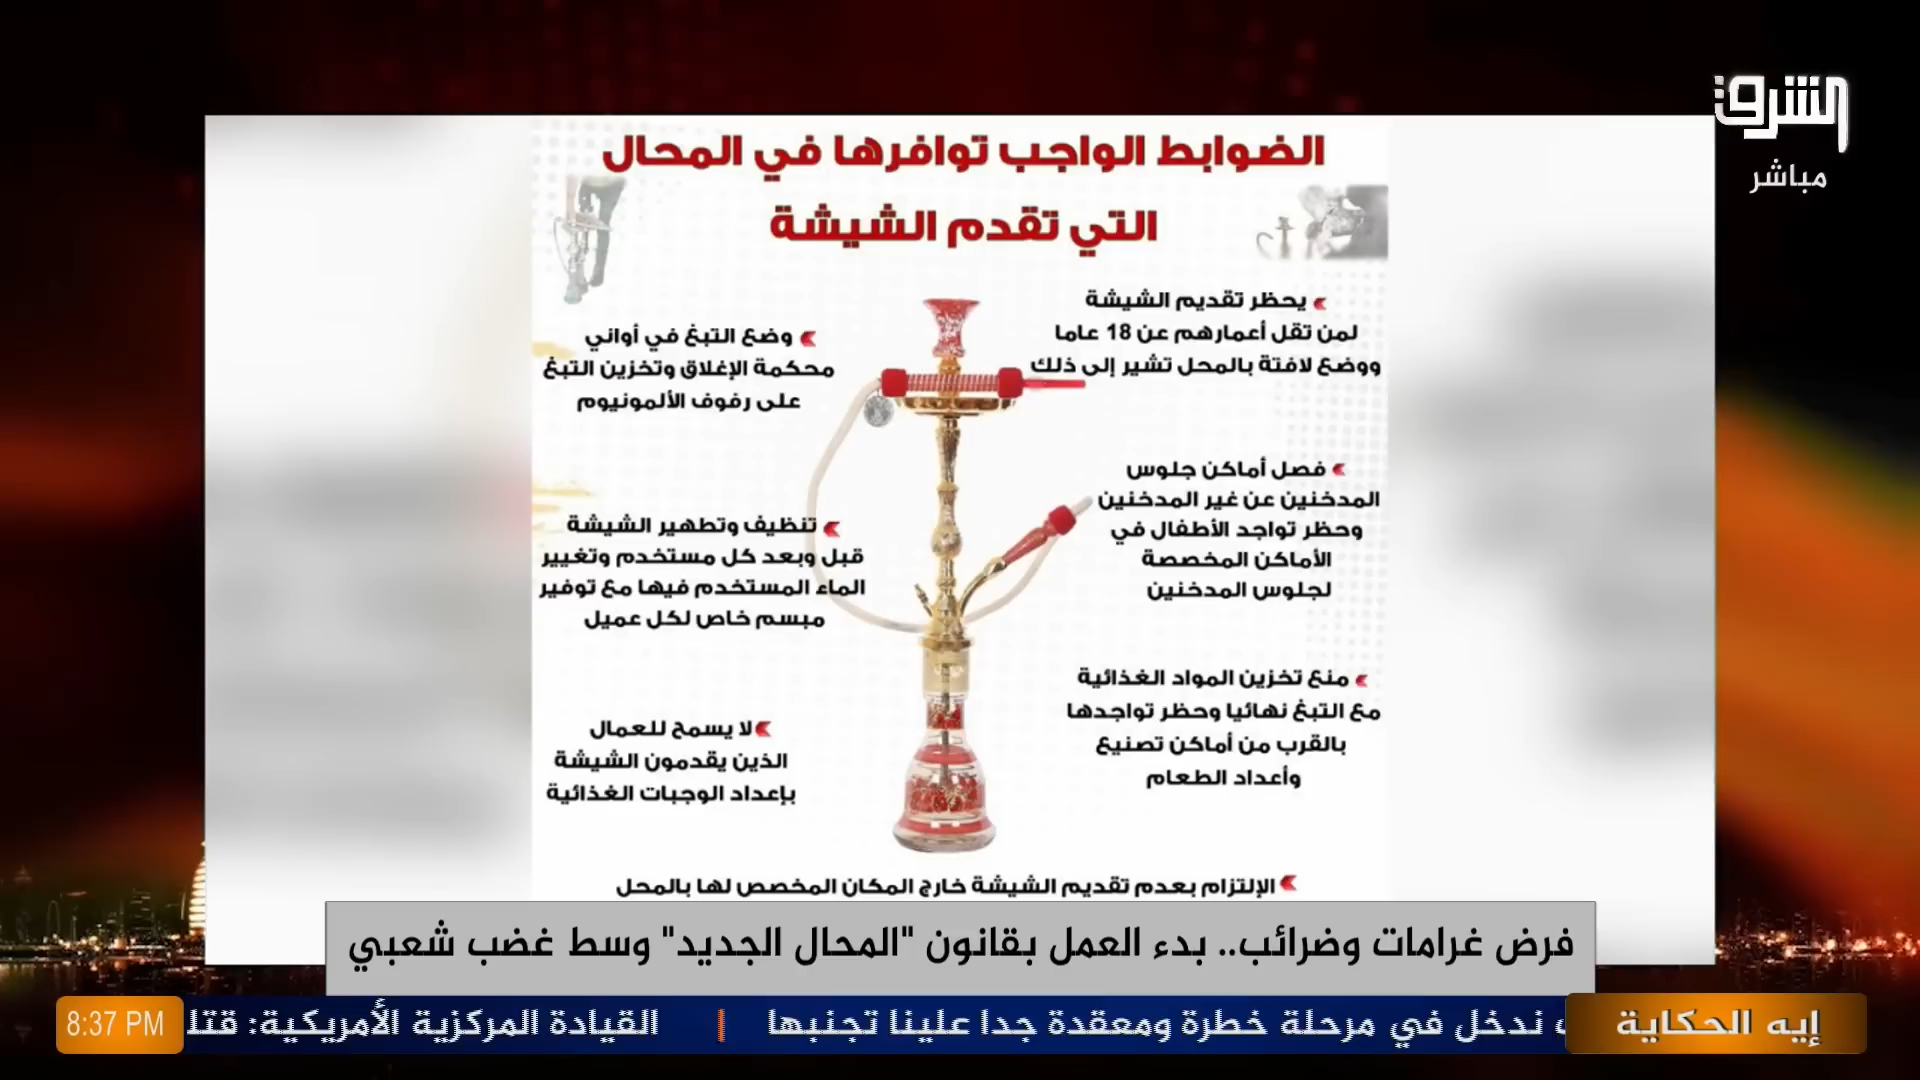 الشرق
مباشر
الضوابط الواجب توافرها في المحال
التي تقدم الشيشة
يحظر تقديم الشيشة
لمن تقل أعمارهم عن 18 عاما
ووضع لافتة بالمحل تشير إلى ذلك
فصل أماكن جلوس
المدخنين عن غير المدخنين
وحظر تواجد الأطفال في
الأماكن المخصصة
لجلوس المدخنين
منع تخزين المواد الغذائية
مع التبغ نهائيا وحظر تواجدها
بالقرب من أماكن تصنيع
وأعداد الطعام
وضع التبغ في أواني
محكمة الإغلاق وتخزين التبغ
على رفوف الألمونيوم
تنظيف وتطهير الشيشة
قبل وبعد كل مستخدم وتغيير
الماء المستخدم فيها مع توفير
مبسم خاص لكل عميل
لا يسمح للعمال
الذين يقدمون الشيشة
بإعداد الوجبات الغذائية
الإلتزام بعدم تقديم الشيشة خارج المكان المخصص لها بالمحل
فرض غرامات وضرائب.. بدء العمل بقانون "المحال الجديد" وسط غضب شعبي
إيه الحكاية
ندخل في مرحلة خطرة ومعقدة جدا علينا تجنبها | القيادة المركزية الأمريكية:
8:37 PM